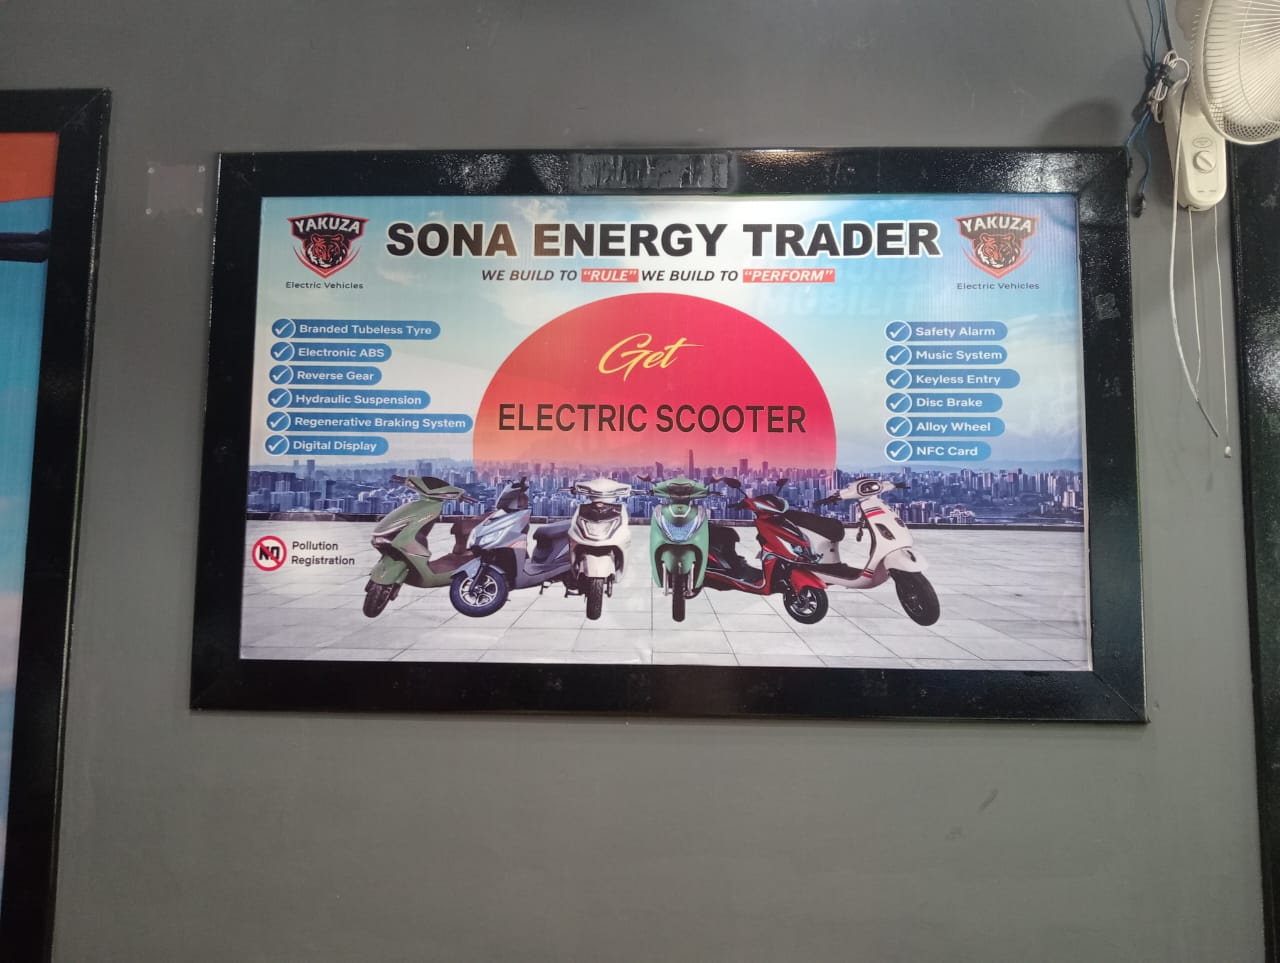 YAKUZA
Electric Vehicles
SONA ENERGY TRADER
WE BUILD TO "RULE" WE BUILD TO "PERFORM"
YAKUZA
Electric Vehicles
Branded Tubeless Tyre
Electronic ABS
Reverse Gear
Hydraulic Suspension
Regenerative Braking System
Digital Display
Get
ELECTRIC SCOOTER
Safety Alarm
Music System
Keyless Entry
Disc Brake
Alloy Wheel
NFC Card
NO
Pollution
Registration